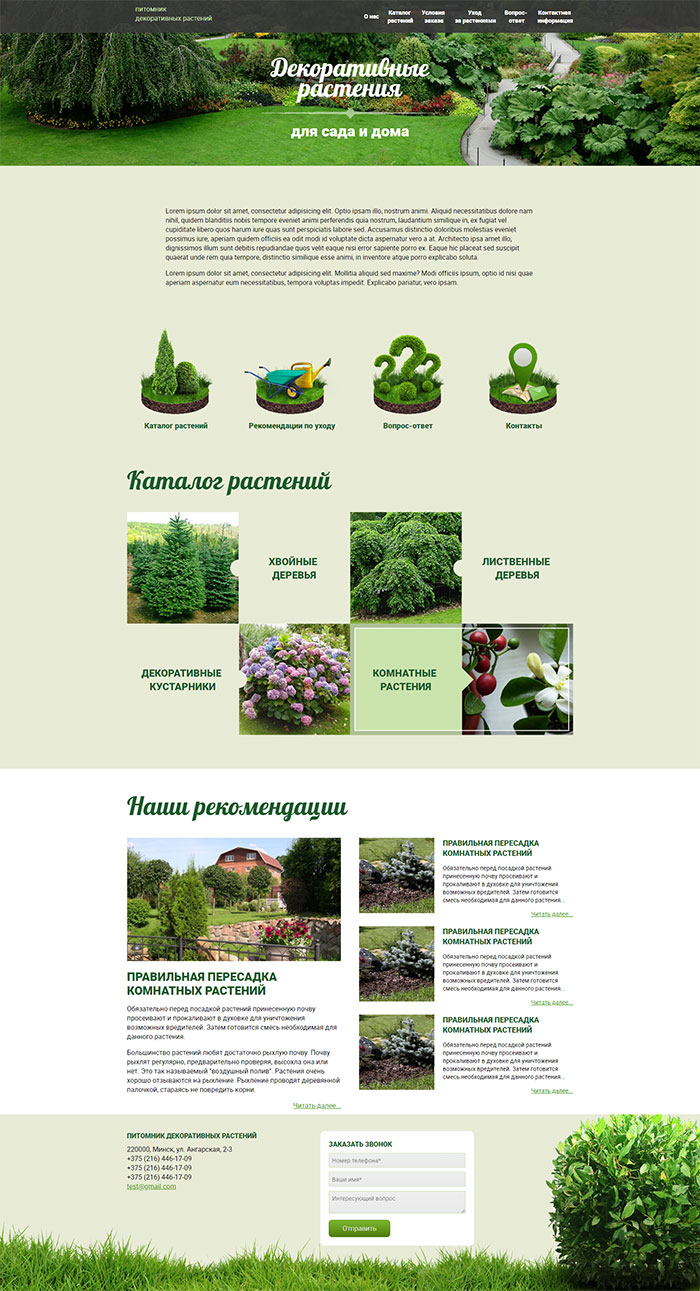 питомник
декоративных растений
О нас
Каталог
растений
Условия
заказа
Уход
за растениями
Вопрос-
ответ
Контактная
информация
Декоративные
растения
для сада и дома
Lorem ipsum dolor sit amet, consectetur adipisicing elit. Optio ipsam illo, nostrum animi. Aliquid necessitatibus dolore nam
nihil, quidem blanditiis nobis tempore eveniet animi perferendis quia nostrum, laudantium similique in, ex fugiat vel
cupiditate libero quos harum iure quas sunt perspiciatis labore sed. Accusamus distinctio doloribus molestias eveniet
possimus iure, aperiam quidem officiis ea odit modi id voluptate dicta aspernatur vero a at. Architecto ipsa amet illo,
dignissimos illum sunt debitis repudiandae quos velit eaque nisi error sapiente porro ex. Eaque hic placeat sed suscipit
quaerat unde rem quia tempore, distinctio similique esse animi, in inventore atque porro explicabo soluta.
Lorem ipsum dolor sit amet, consectetur adipisicing elit. Mollitia aliquid sed maxime? Modi officiis ipsum, optio id nisi quae
aperiam aspernatur eum necessitatibus, tempora voluptas impedit. Explicabo pariatur, vero ipsam.
Каталог растений
Рекомендации по уходу
Вопрос-ответ
Контакты
Каталог растений
ХВОЙНЫЕ
ДЕРЕВЬЯ
ЛИСТВЕННЫЕ
ДЕРЕВЬЯ
ДЕКОРАТИВНЫЕ
КУСТАРНИКИ
КОМНАТНЫЕ
РАСТЕНИЯ
Наши рекомендации
ПРАВИЛЬНАЯ ПЕРЕСАДКА
КОМНАТНЫХ РАСТЕНИЙ
Обязательно перед посадкой растений принесенную почву
просеивают и прокаливают в духовке для уничтожения
возможных вредителей. Затем готовится смесь необходимая для
данного растения.
Большинство растений любят достаточно рыхлую почву. Почву
рыхлят регулярно, предварительно проверяя, высохла она или
нет. Это так называемый "воздушный полив". Растения очень
хорошо отзываются на рыхление. Рыхление проводят деревянной
палочкой, стараясь не повредить корни.
Читать далее...
ПРАВИЛЬНАЯ ПЕРЕСАДКА
КОМНАТНЫХ РАСТЕНИЙ
Обязательно перед посадкой растений
принесенную почву просеивают и
прокаливают в духовке для уничтожения
возможных вредителей. Затем готовится
смесь необходимая для данного растения...
Читать далее...
ПРАВИЛЬНАЯ ПЕРЕСАДКА
КОМНАТНЫХ РАСТЕНИЙ
Обязательно перед посадкой растений
принесенную почву просеивают и
прокаливают в духовке для уничтожения
возможных вредителей. Затем готовится
смесь необходимая для данного растения...
Читать далее...
ПРАВИЛЬНАЯ ПЕРЕСАДКА
КОМНАТНЫХ РАСТЕНИЙ
Обязательно перед посадкой растений
принесенную почву просеивают и
прокаливают в духовке для уничтожения
возможных вредителей. Затем готовится
смесь необходимая для данного растения...
Читать далее...
ПИТОМНИК ДЕКОРАТИВНЫХ РАСТЕНИЙ
220000, Минск, ул. Ангарская, 2-3
+375 (216) 446-17-09
+375 (216) 446-17-09
+375 (216) 446-17-09
test@gmail.com
ЗАКАЗАТЬ ЗВОНОК
Номер телефона*
Ваше имя*
Интересующий вопрос
Отправить